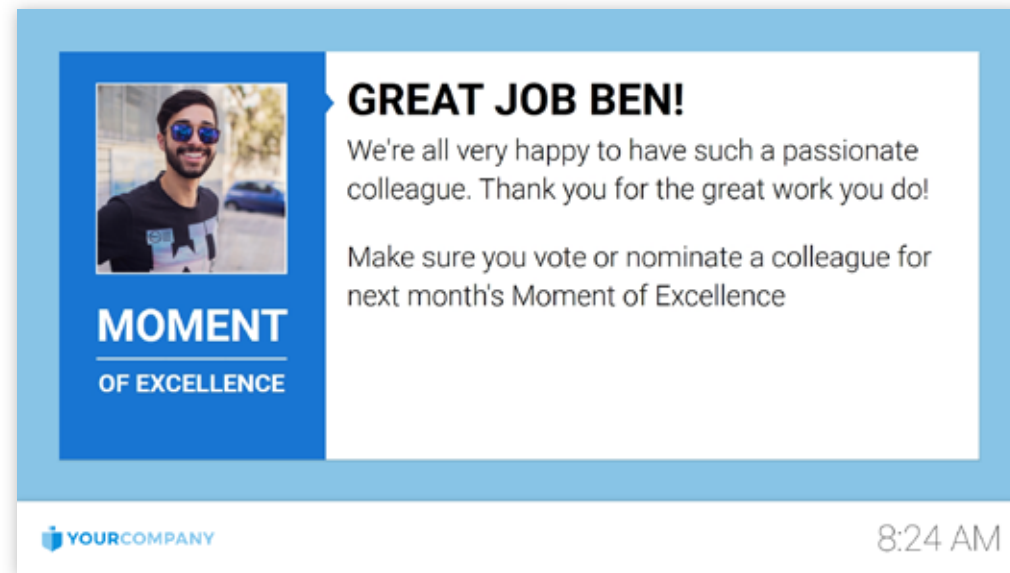 GREAT JOB BEN!
We're all very happy to have such a passionate
colleague. Thank you for the great work you do!
Make sure you vote or nominate a colleague for
next month's Moment of Excellence
MOMENT
OF EXCELLENCE
YOURCOMPANY
8:24 AM